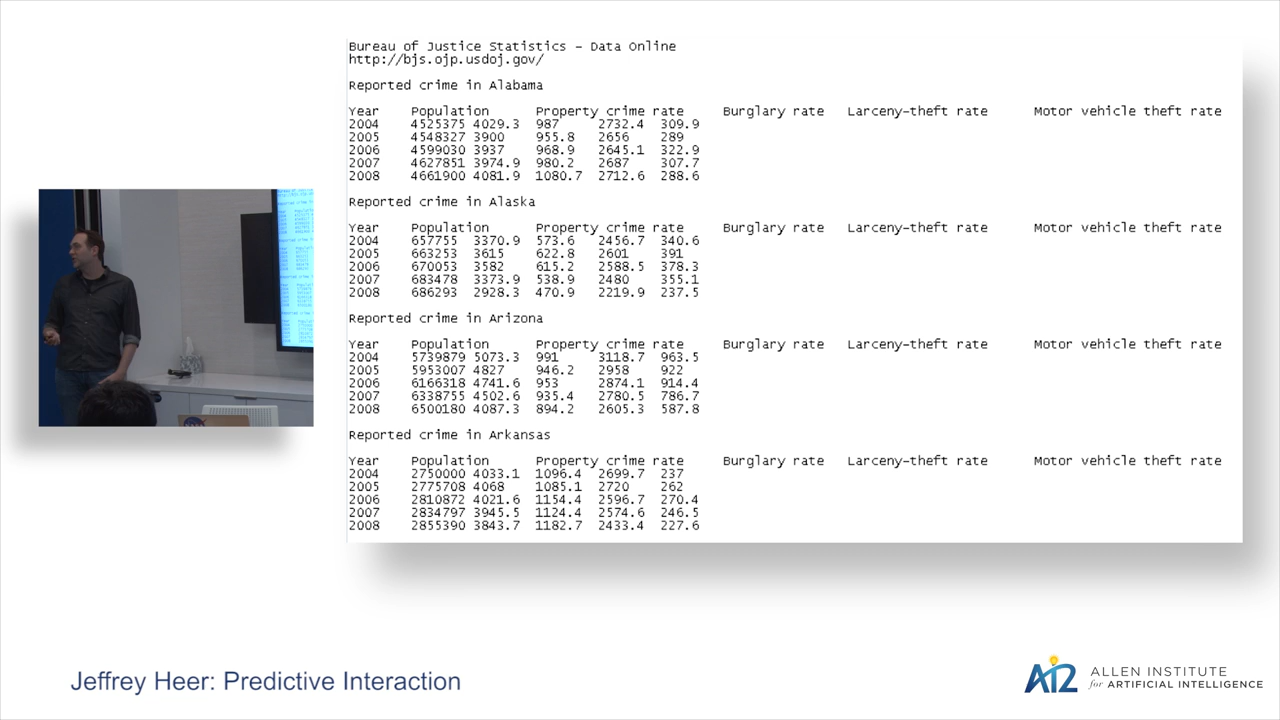 Bureau of Justice Statistics – Data Online
http://bjs.ojp.usdoj.gov/
Reported crime in Alabama
Year Population Property crime rate Burglary rate Larceny-theft rate Motor vehicle theft rate
2004 4525375 4029.3 987 2732.4 309.9
2005 4548327 3900 955.8 2656 289
2006 4599030 3937 968.9 2645.1 322.9
2007 4627851 3974.9 980.2 2687 307.7
2008 4661900 4081.9 1080.7 2712.6 288.6
Reported crime in Alaska
Year Population Property crime rate Burglary rate Larceny-theft rate Motor vehicle theft rate
2004 657755 3370.9 573.6 2456.7 340.6
2005 663253 3615 622.8 2601 391
2006 670053 3582 615.2 2588.5 378.3
2007 683478 3373.9 538.9 2480 355.1
2008 686293 2928.3 470.9 2219.9 237.5
Reported crime in Arizona
Year Population Property crime rate Burglary rate Larceny-theft rate Motor vehicle theft rate
2004 5739879 5073.3 991 3118.7 963.5
2005 5953007 4827 946.2 2958 922
2006 6166318 4741.6 953 2874.1 914.4
2007 6338755 4502.6 935.4 2780.5 786.7
2008 6500180 4087.3 894.2 2605.3 587.8
Reported crime in Arkansas
Year Population Property crime rate Burglary rate Larceny-theft rate Motor vehicle theft rate
2004 2750000 4033.1 1096.4 2699.7 237
2005 2775708 4068 1085.1 2720 262
2006 2810872 4021.6 1154.4 2596.7 270.4
2007 2834797 3945.5 1124.4 2574.6 246.5
2008 2855390 3843.7 1182.7 2433.4 227.6
Jeffrey Heer: Predictive Interaction
AI2 ALLEN INSTITUTE
for ARTIFICIAL INTELLIGENCE